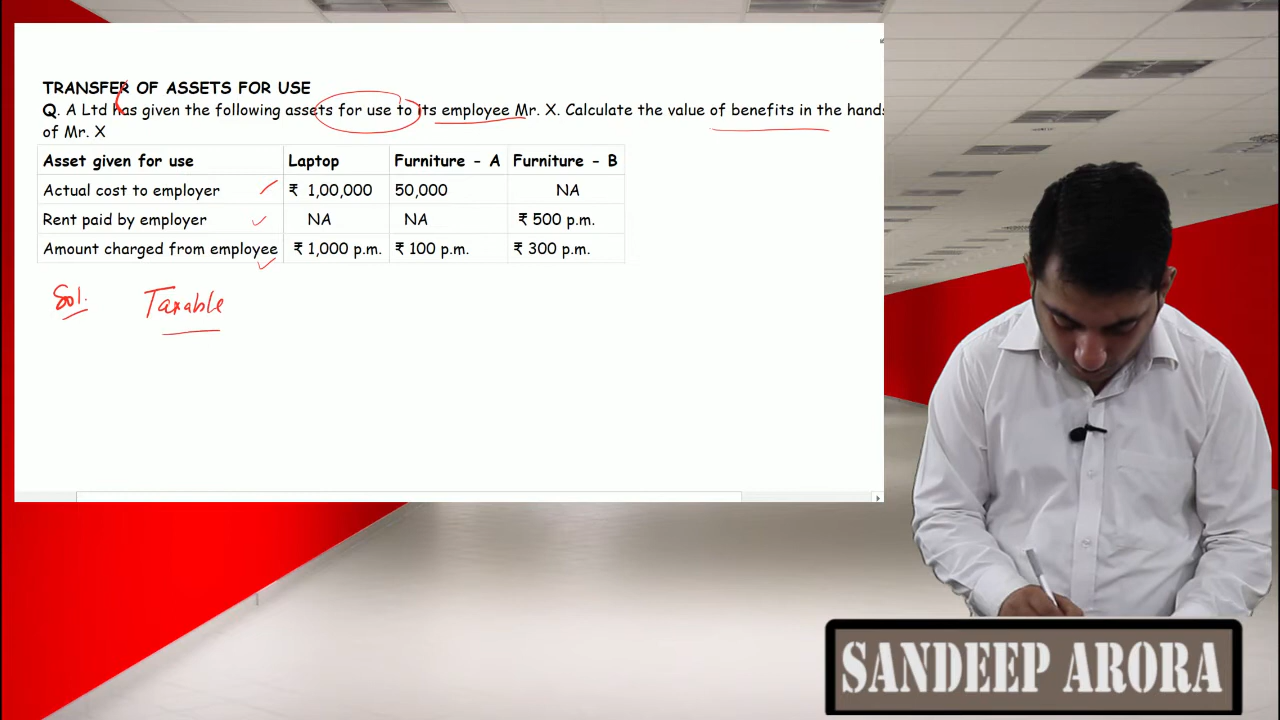 TRANSFER OF ASSETS FOR USE
Q. A Ltd has given the following assets for use to its employee Mr. X. Calculate the value of benefits in the hands
of Mr. X
Asset given for use Laptop Furniture - A Furniture - B
Actual cost to employer ₹ 1,00,000 50,000 NA
Rent paid by employer NA NA ₹ 500 p.m.
Amount charged from employee ₹ 1,000 p.m. ₹ 100 p.m. ₹ 300 p.m.
Sol. Taxable
SANDEEP ARORA